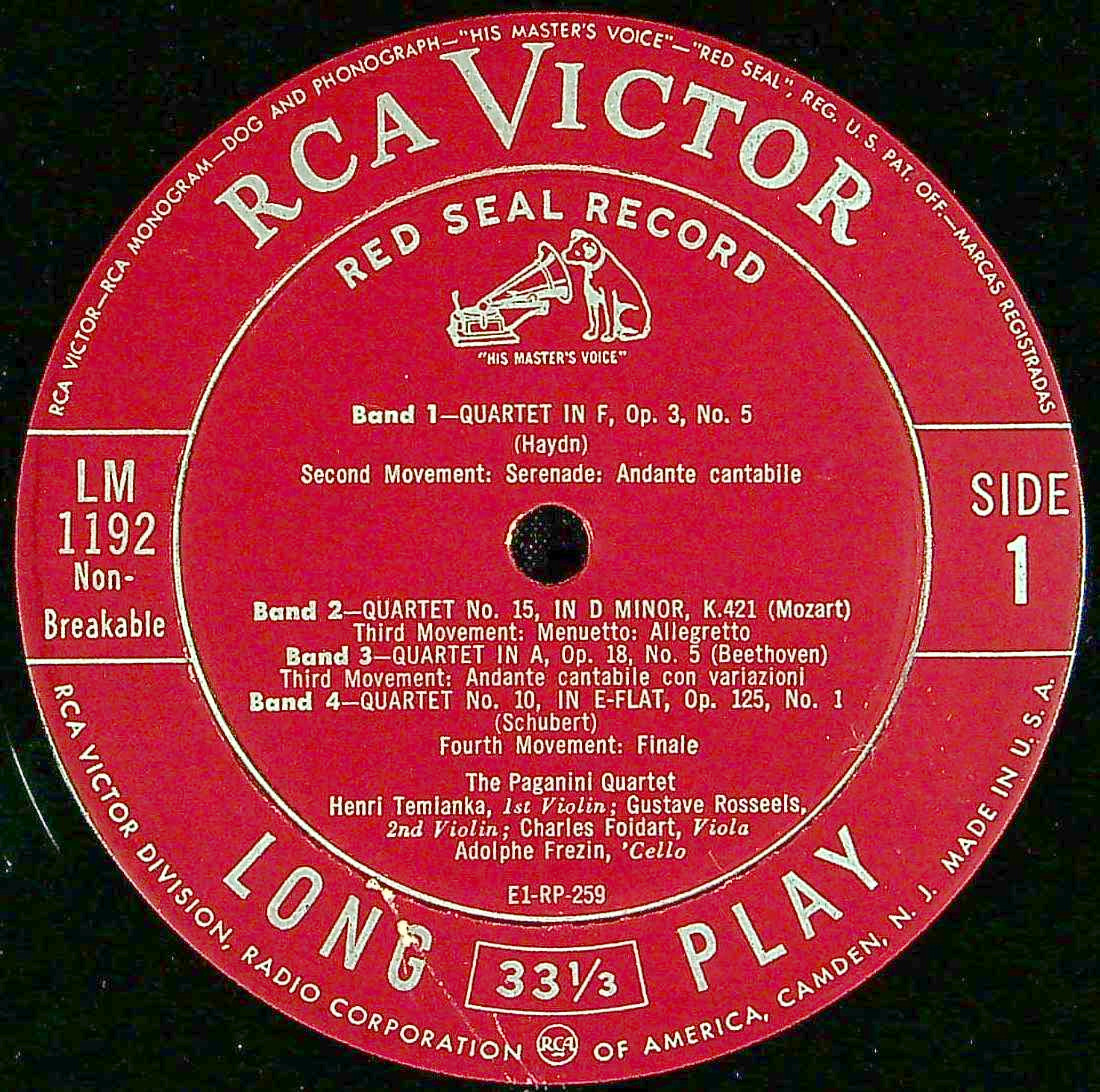 RCA VICTOR—RCA MONOGRAM—DOG AND PHONOGRAPH—"HIS MASTER'S VOICE"—"RED SEAL", REG. U. S. PAT. OFF.—MARCAS REGISTRADAS
RCA VICTOR
RED SEAL RECORD
"HIS MASTER'S VOICE"
Band 1—QUARTET IN F, Op. 3, No. 5
(Haydn)
Second Movement: Serenade: Andante cantabile
LM
1192
Non-
Breakable
SIDE
1
Band 2—QUARTET No. 15, IN D MINOR, K.421 (Mozart)
Third Movement: Menuetto: Allegretto
Band 3—QUARTET IN A, Op. 18, No. 5 (Beethoven)
Third Movement: Andante cantabile con variazioni
Band 4—QUARTET No. 10, IN E-FLAT, Op. 125, No. 1
(Schubert)
Fourth Movement: Finale
The Paganini Quartet
Henri Temianka, 1st Violin; Gustave Rosseels,
2nd Violin; Charles Foidart, Viola
Adolphe Frezin, 'Cello
E1-RP-259
LONG 33⅓ PLAY
RCA VICTOR DIVISION, RADIO CORPORATION RCA OF AMERICA, CAMDEN, N. J. MADE IN U. S. A.